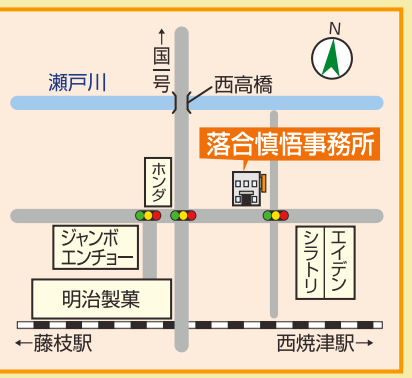 N
↑
国一号
瀬戸川
西高橋
落合慎悟事務所
ホンダ
ジャンボ
エンチョー
エイデン
シラトリ
明治製菓
←藤枝駅
西焼津駅→